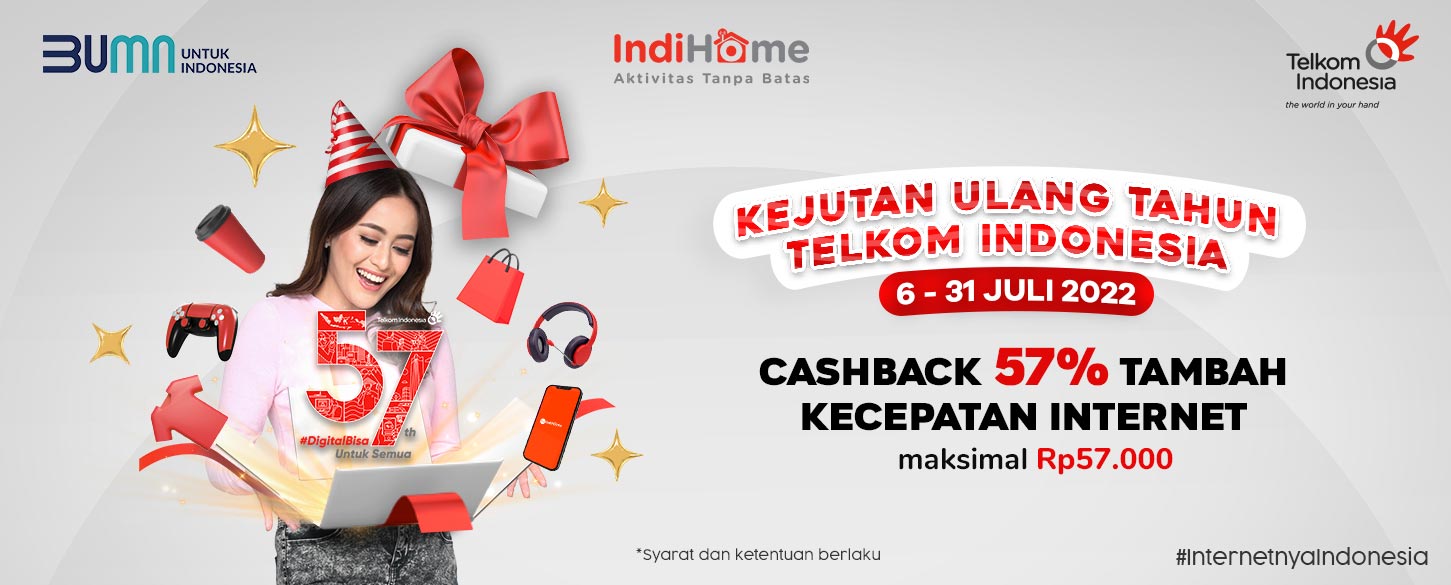 BUMN UNTUK
INDONESIA
IndiHome
Aktivitas Tanpa Batas
Telkom
Indonesia
the world in your hand
KEJUTAN ULANG TAHUN
TELKOM INDONESIA
6 - 31 JULI 2022
CASHBACK 57% TAMBAH
KECEPATAN INTERNET
maksimal Rp57.000
Telkom Indonesia
57th
#DigitalBisa
Untuk Semua
IndiHome
*Syarat dan ketentuan berlaku
#InternetnyaIndonesia